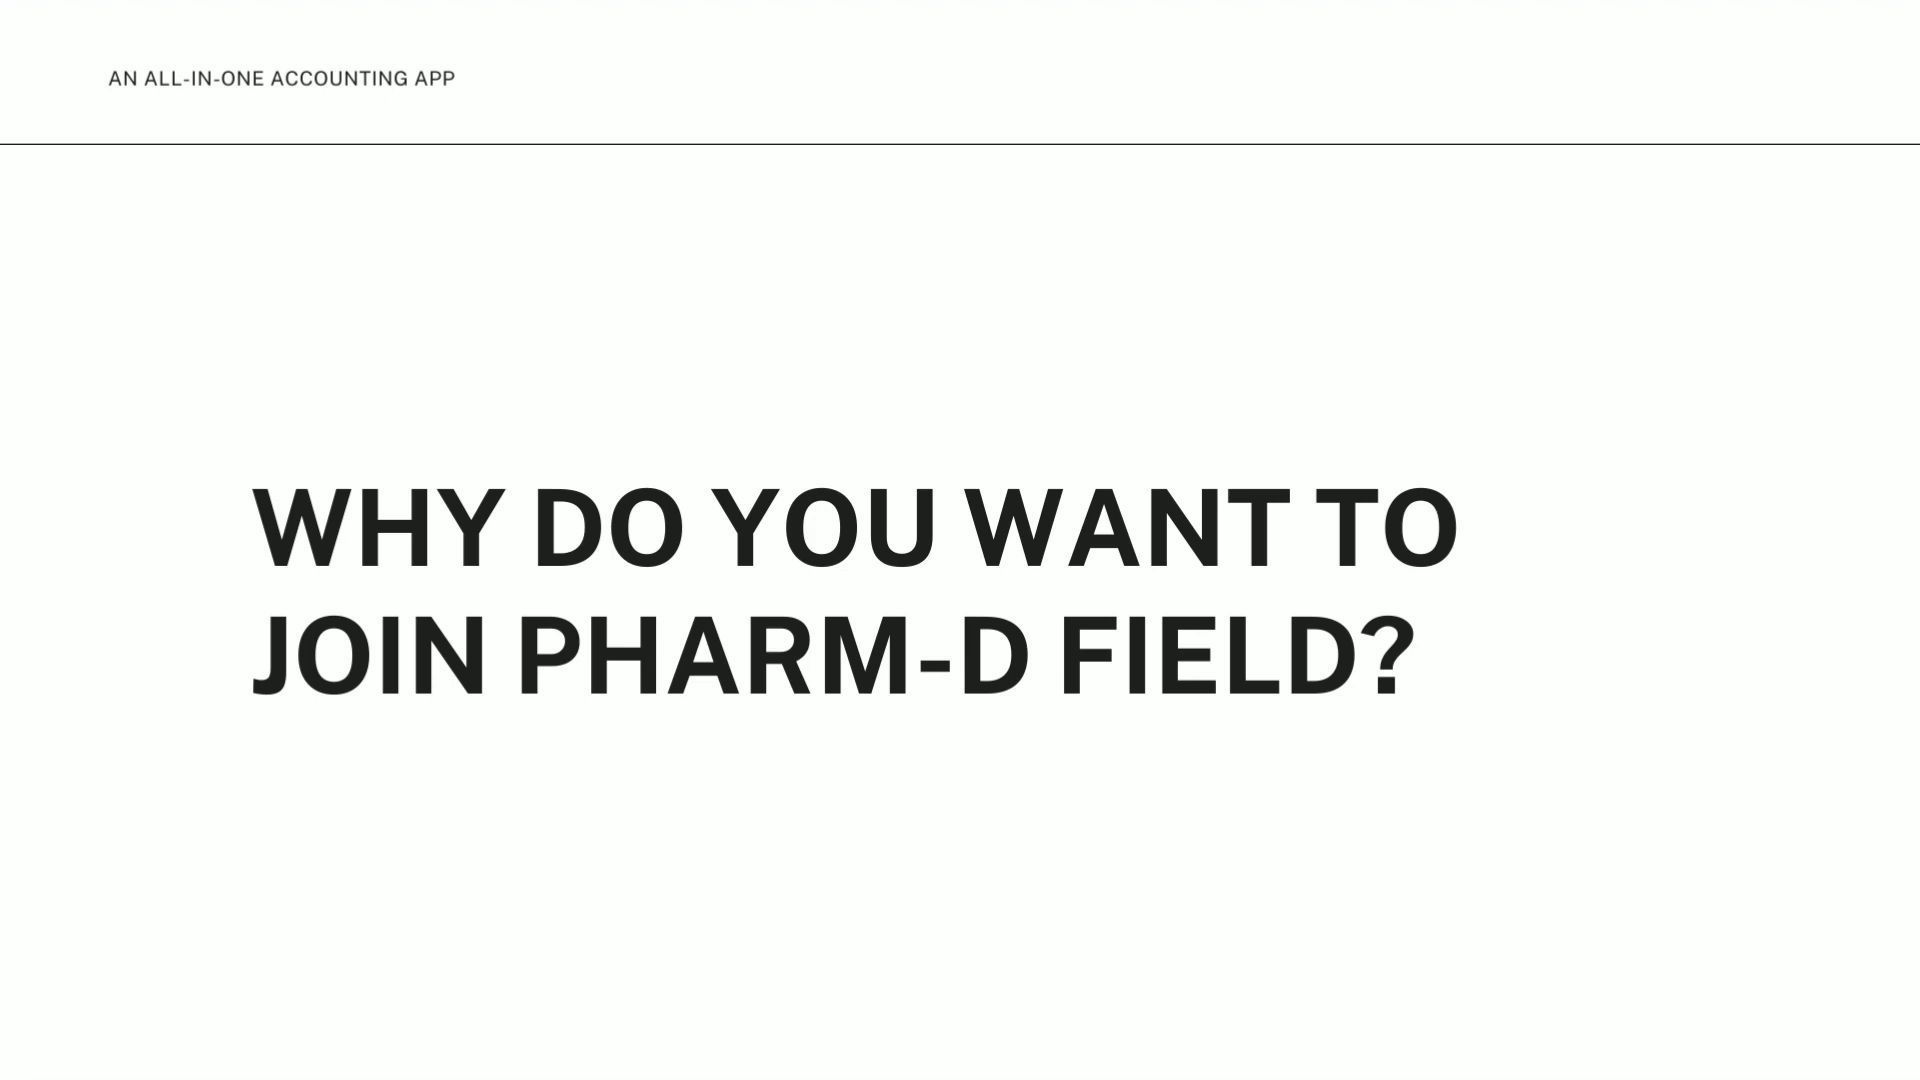 AN ALL-IN-ONE ACCOUNTING APP
WHY DO YOU WANT TO
JOIN PHARM-D FIELD?